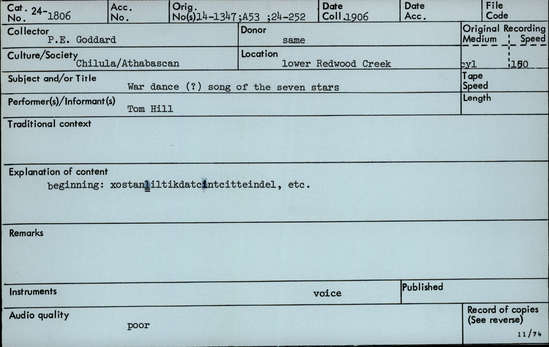 Cat. No. 24-1806 Acc. No. Orig. No(s) 14-1347;A53 ;24-252 Date Coll. 1906 Date Acc. File Code
Collector P.E. Goddard Donor same Original Recording Medium Speed
Culture/Society Chilula/Athabascan Location lower Redwood Creek cyl 160
Subject and/or Title War dance (?) song of the seven stars Tape Speed
Performer(s)/Informant(s) Tom Hill Length
Traditional context
Explanation of content
beginning: xostanliltikdatcintcitteindel, etc.
Remarks
Instruments voice Published
Audio quality poor Record of copies (See reverse) 11/74